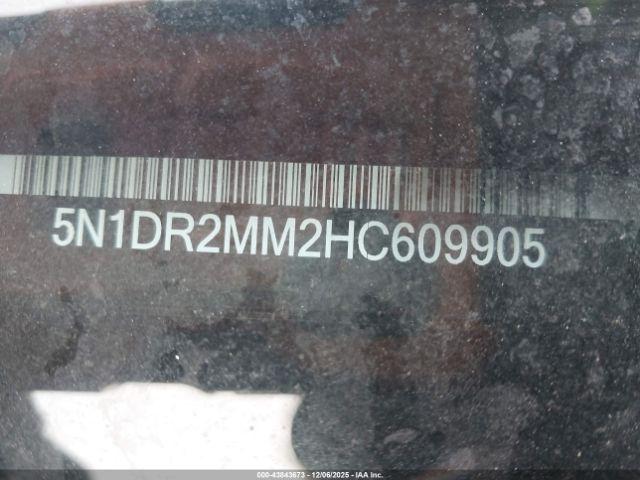 5N1DR2MM2HC609905
000-43843673 • 12/06/2025 • IAA Inc.